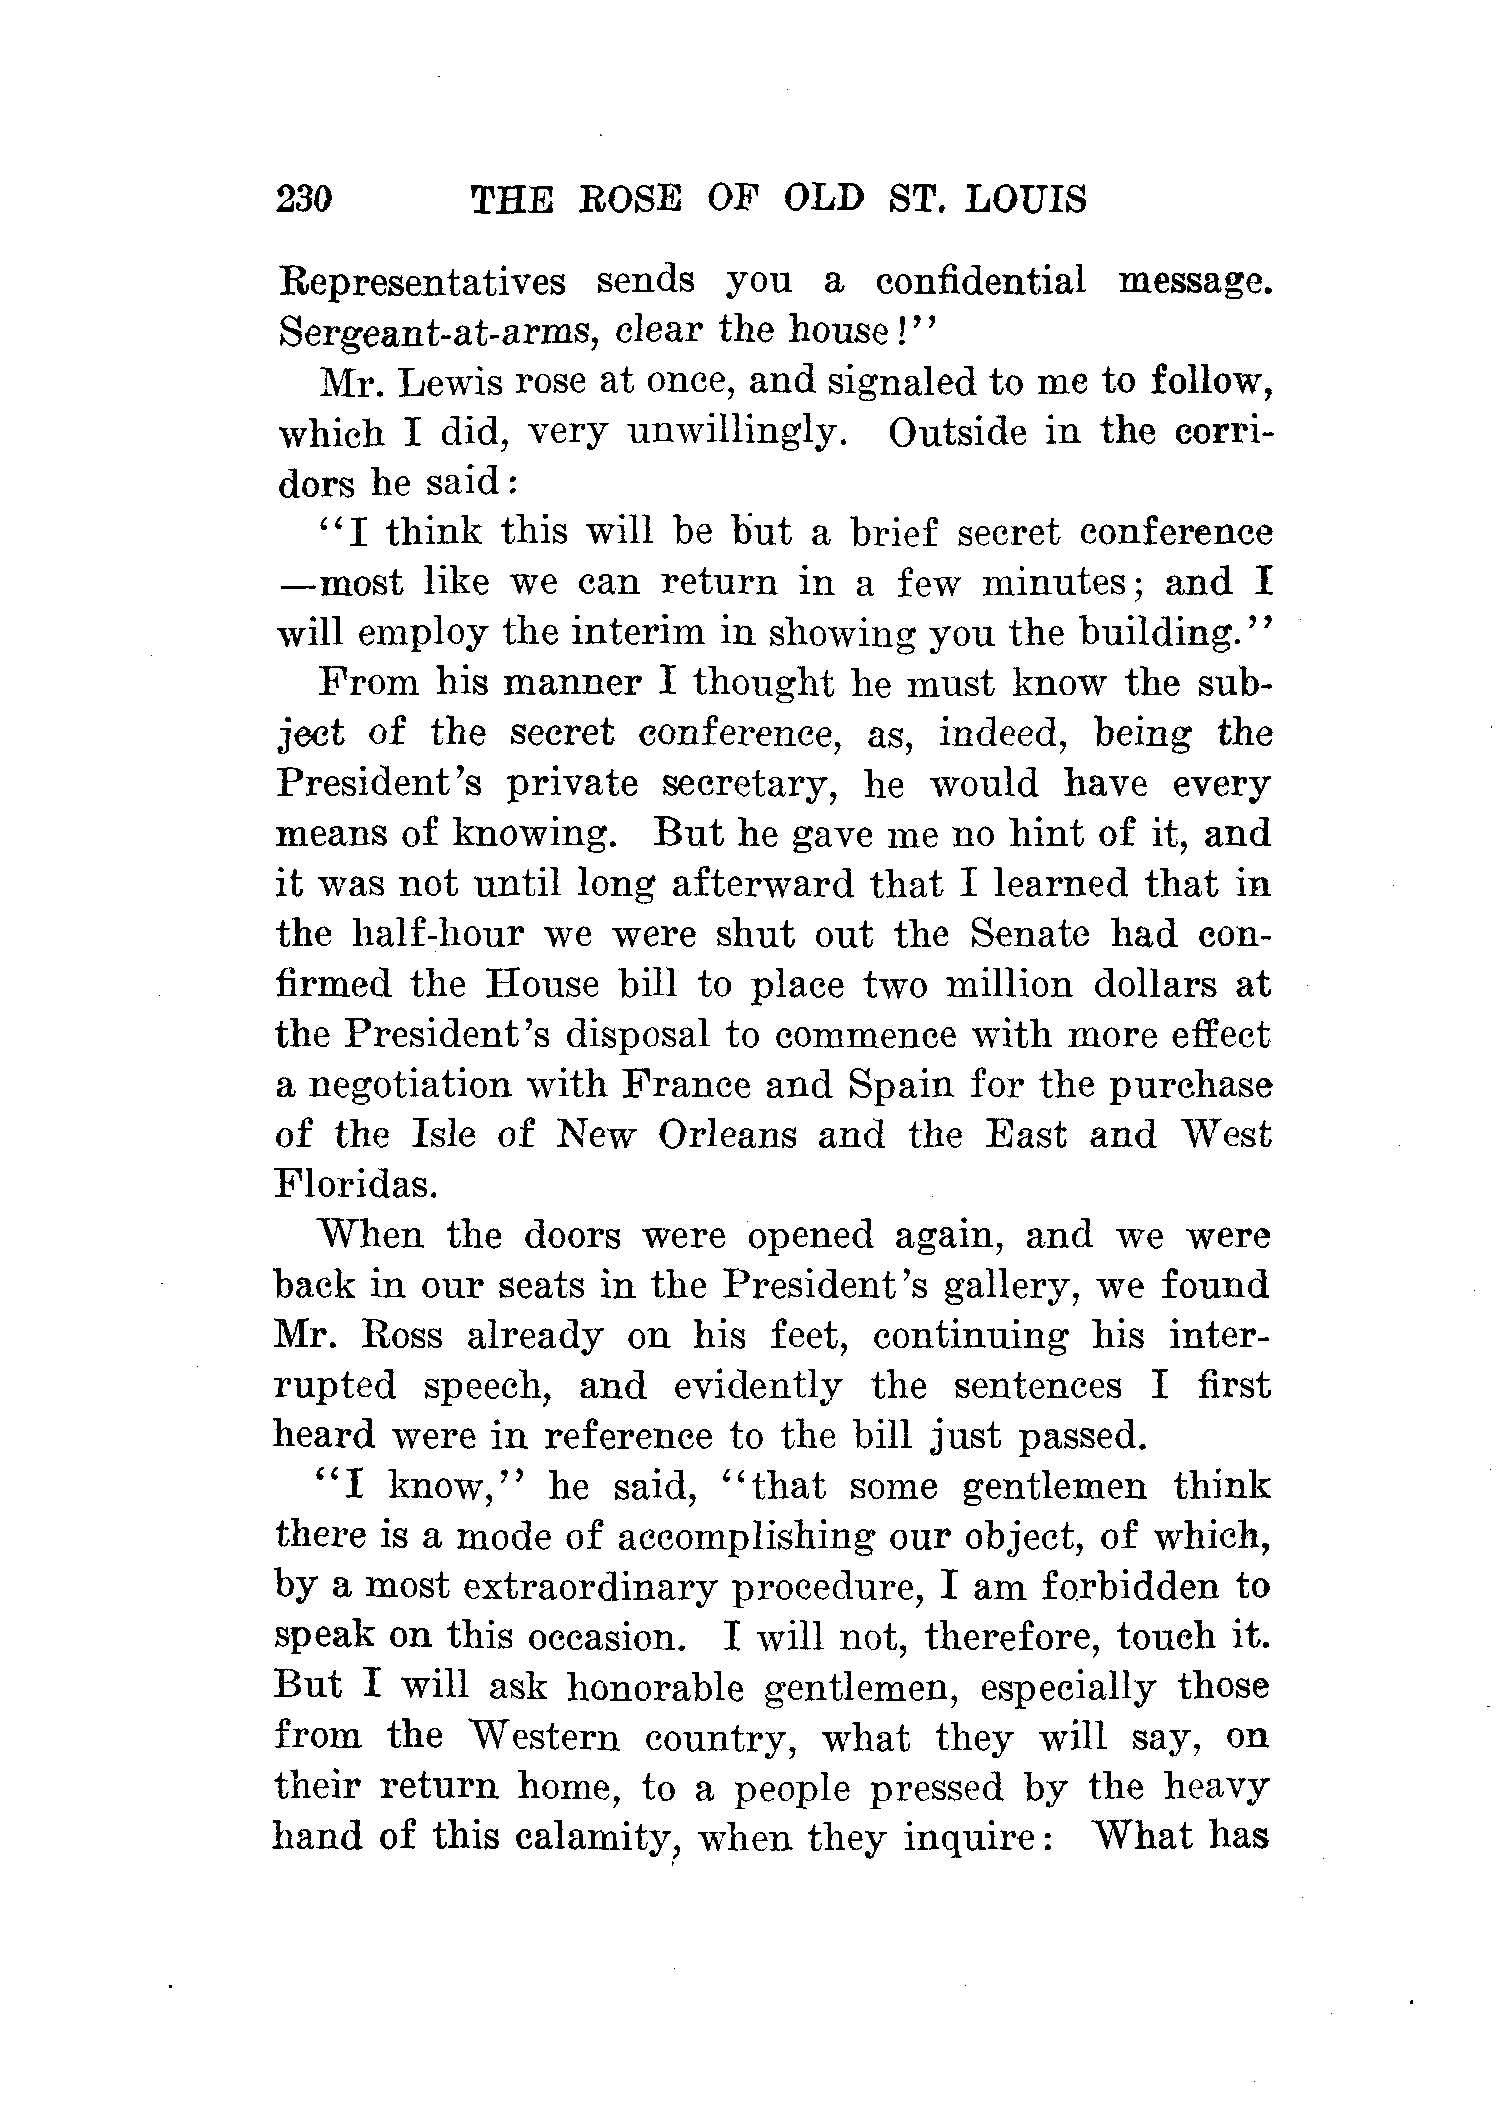 230 THE ROSE OF OLD ST. LOUIS
Representatives sends you a confidential message.
Sergeant-at-arms, clear the house!''
Mr. Lewis rose at once, and signaled to me to follow,
which I did, very unwillingly. Outside in the corri-
dors he said:
''I think this will be but a brief secret conference
—most like we can return in a few minutes; and I
will employ the interim in showing you the building.''
From his manner I thought he must know the sub-
ject of the secret conference, as, indeed, being the
President's private secretary, he would have every
means of knowing. But he gave me no hint of it, and
it was not until long afterward that I learned that in
the half-hour we were shut out the Senate had con-
firmed the House bill to place two million dollars at
the President's disposal to commence with more effect
a negotiation with France and Spain for the purchase
of the Isle of New Orleans and the East and West
Floridas.
When the doors were opened again, and we were
back in our seats in the President's gallery, we found
Mr. Ross already on his feet, continuing his inter-
rupted speech, and evidently the sentences I first
heard were in reference to the bill just passed.
''I know,'' he said, ''that some gentlemen think
there is a mode of accomplishing our object, of which,
by a most extraordinary procedure, I am forbidden to
speak on this occasion. I will not, therefore, touch it.
But I will ask honorable gentlemen, especially those
from the Western country, what they will say, on
their return home, to a people pressed by the heavy
hand of this calamity, when they inquire: What has